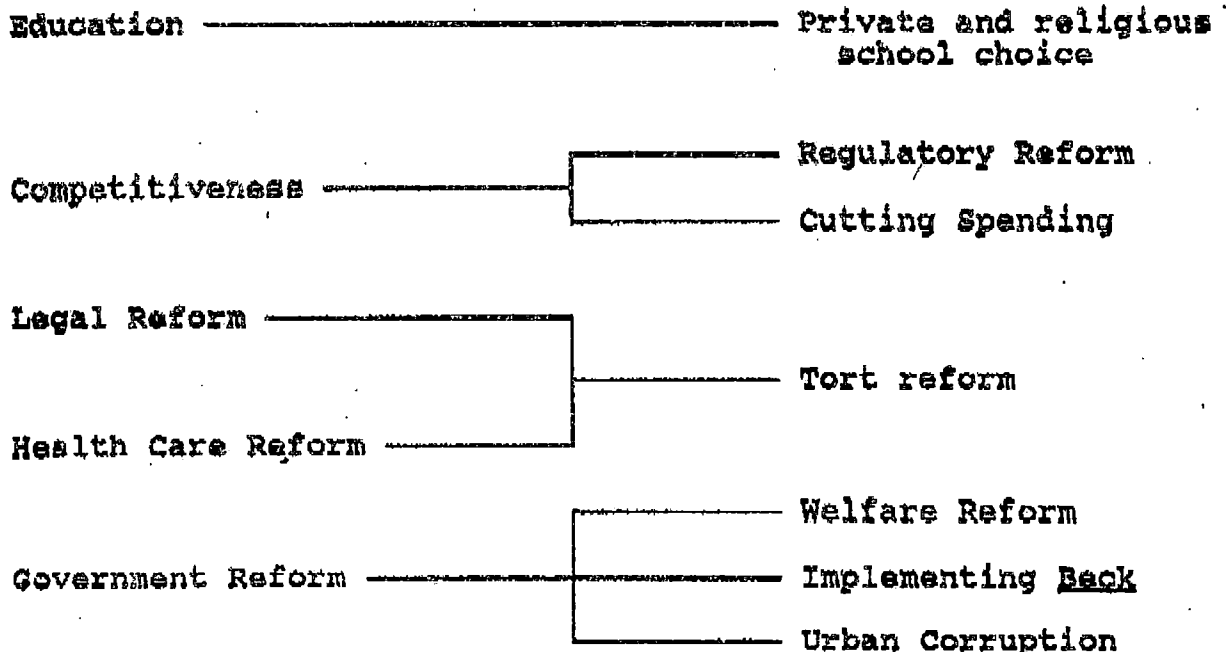 Education
Private and religious
school choice
Competitiveness
Regulatory Reform
Cutting Spending
Legal Reform
Tort reform
Health Care Reform
Government Reform
Welfare Reform
Implementing Beck
Urban Corruption